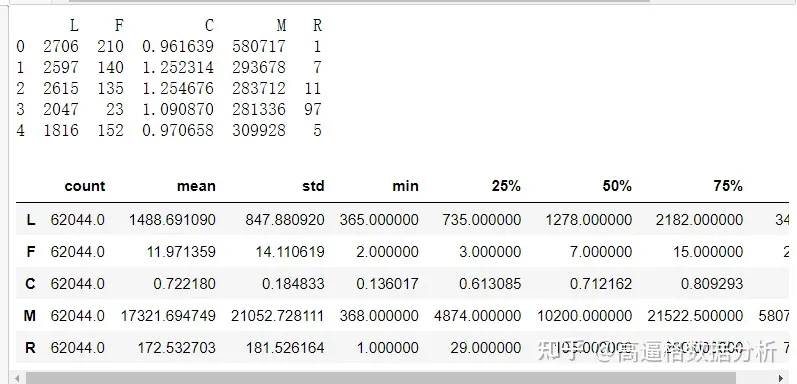 L F C M R
0 2706 210 0.961639 580717 1
1 2597 140 1.252314 293678 7
2 2615 135 1.254676 283712 11
3 2047 23 1.090870 281336 97
4 1816 152 0.970658 309928 5
count mean std min 25% 50% 75%
L 62044.0 1488.691090 847.880920 365.000000 735.000000 1278.000000 2182.000000 34
F 62044.0 11.971359 14.110619 2.000000 3.000000 7.000000 15.000000 2
C 62044.0 0.722180 0.184833 0.136017 0.613085 0.712162 0.809293
M 62044.0 17321.694749 21052.728111 368.000000 4874.000000 10200.000000 21522.500000 5807
R 62044.0 172.532703 181.526164 1.000000 29.000000 7
知乎 @高逼格数据分析